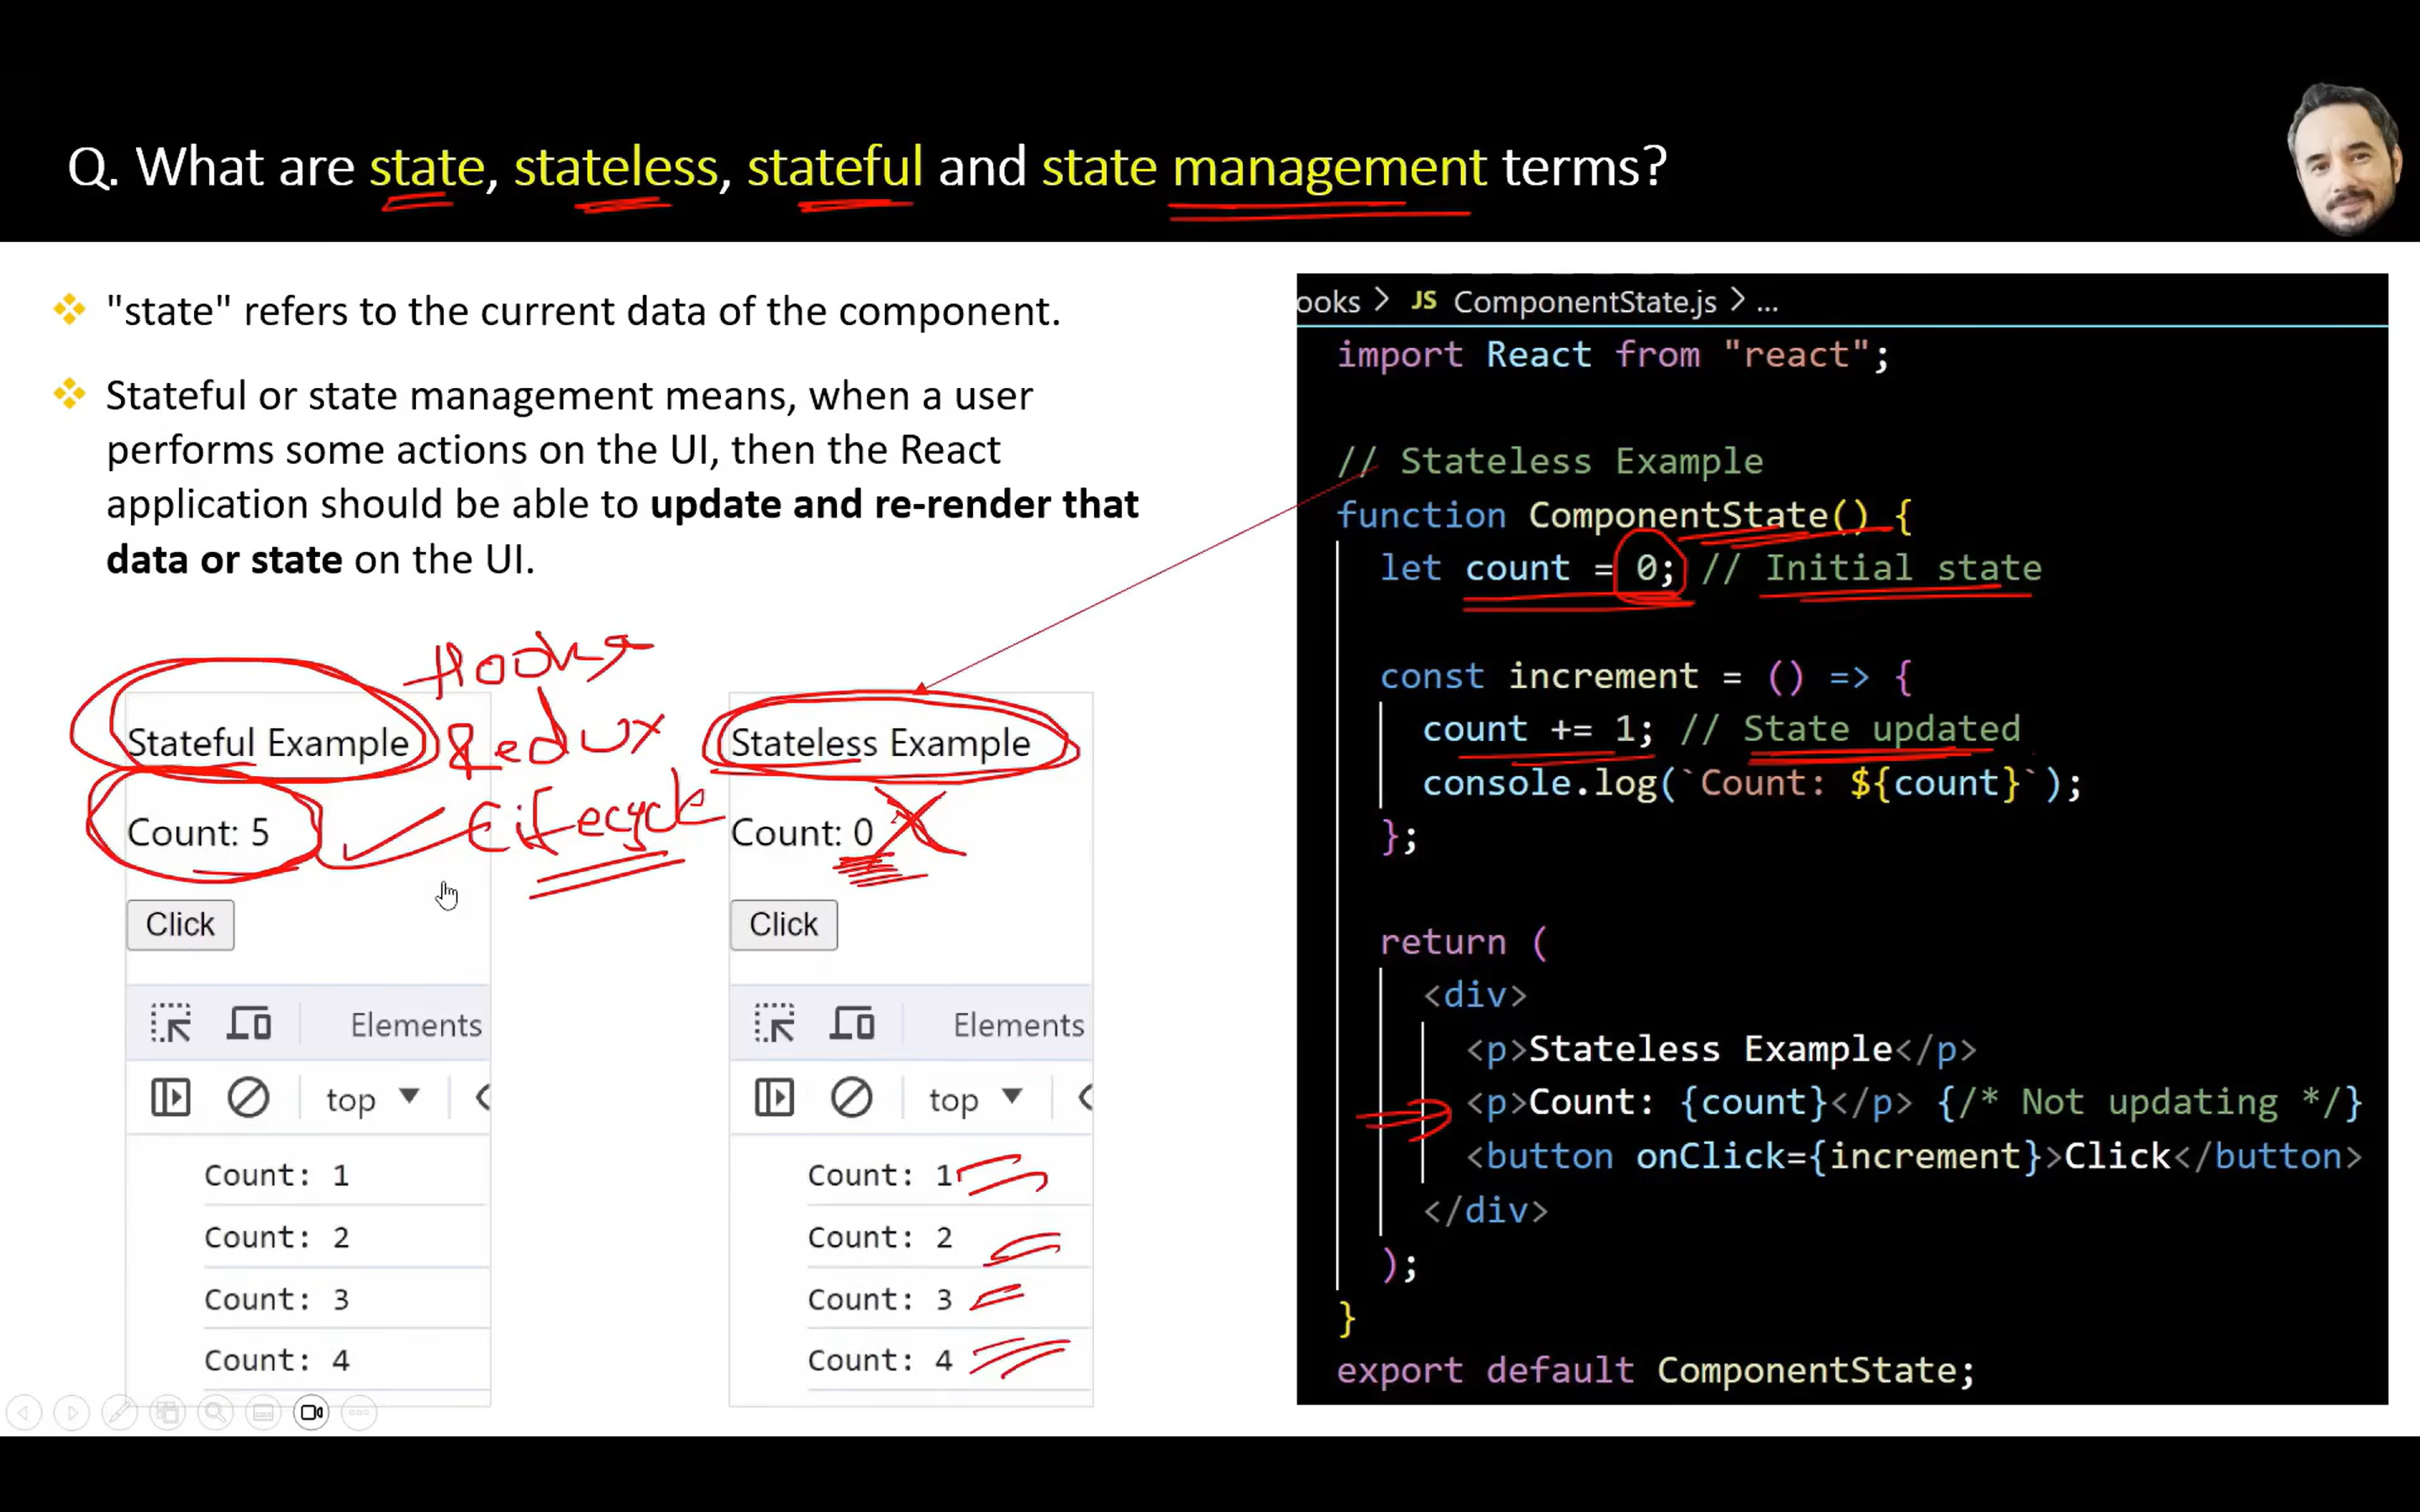 Q. What are state, stateless, stateful and state management terms?
"state" refers to the current data of the component.
Stateful or state management means, when a user
performs some actions on the UI, then the React
application should be able to update and re-render that
data or state on the UI.
Hooks
Redux
Lifecycle
Stateful Example
Count: 5
Click
Elements
top
Count: 1
Count: 2
Count: 3
Count: 4
Stateless Example
Count: 0
Click
Elements
top
Count: 1
Count: 2
Count: 3
Count: 4
ooks > JS ComponentState.js > ...
import React from "react";
// Stateless Example
function ComponentState() {
let count = 0; // Initial state
const increment = () => {
count += 1; // State updated
console.log(`Count: ${count}`);
};
return (
<div>
<p>Stateless Example</p>
<p>Count: {count}</p> {/* Not updating */}
<button onClick={increment}>Click</button>
</div>
);
}
export default ComponentState;